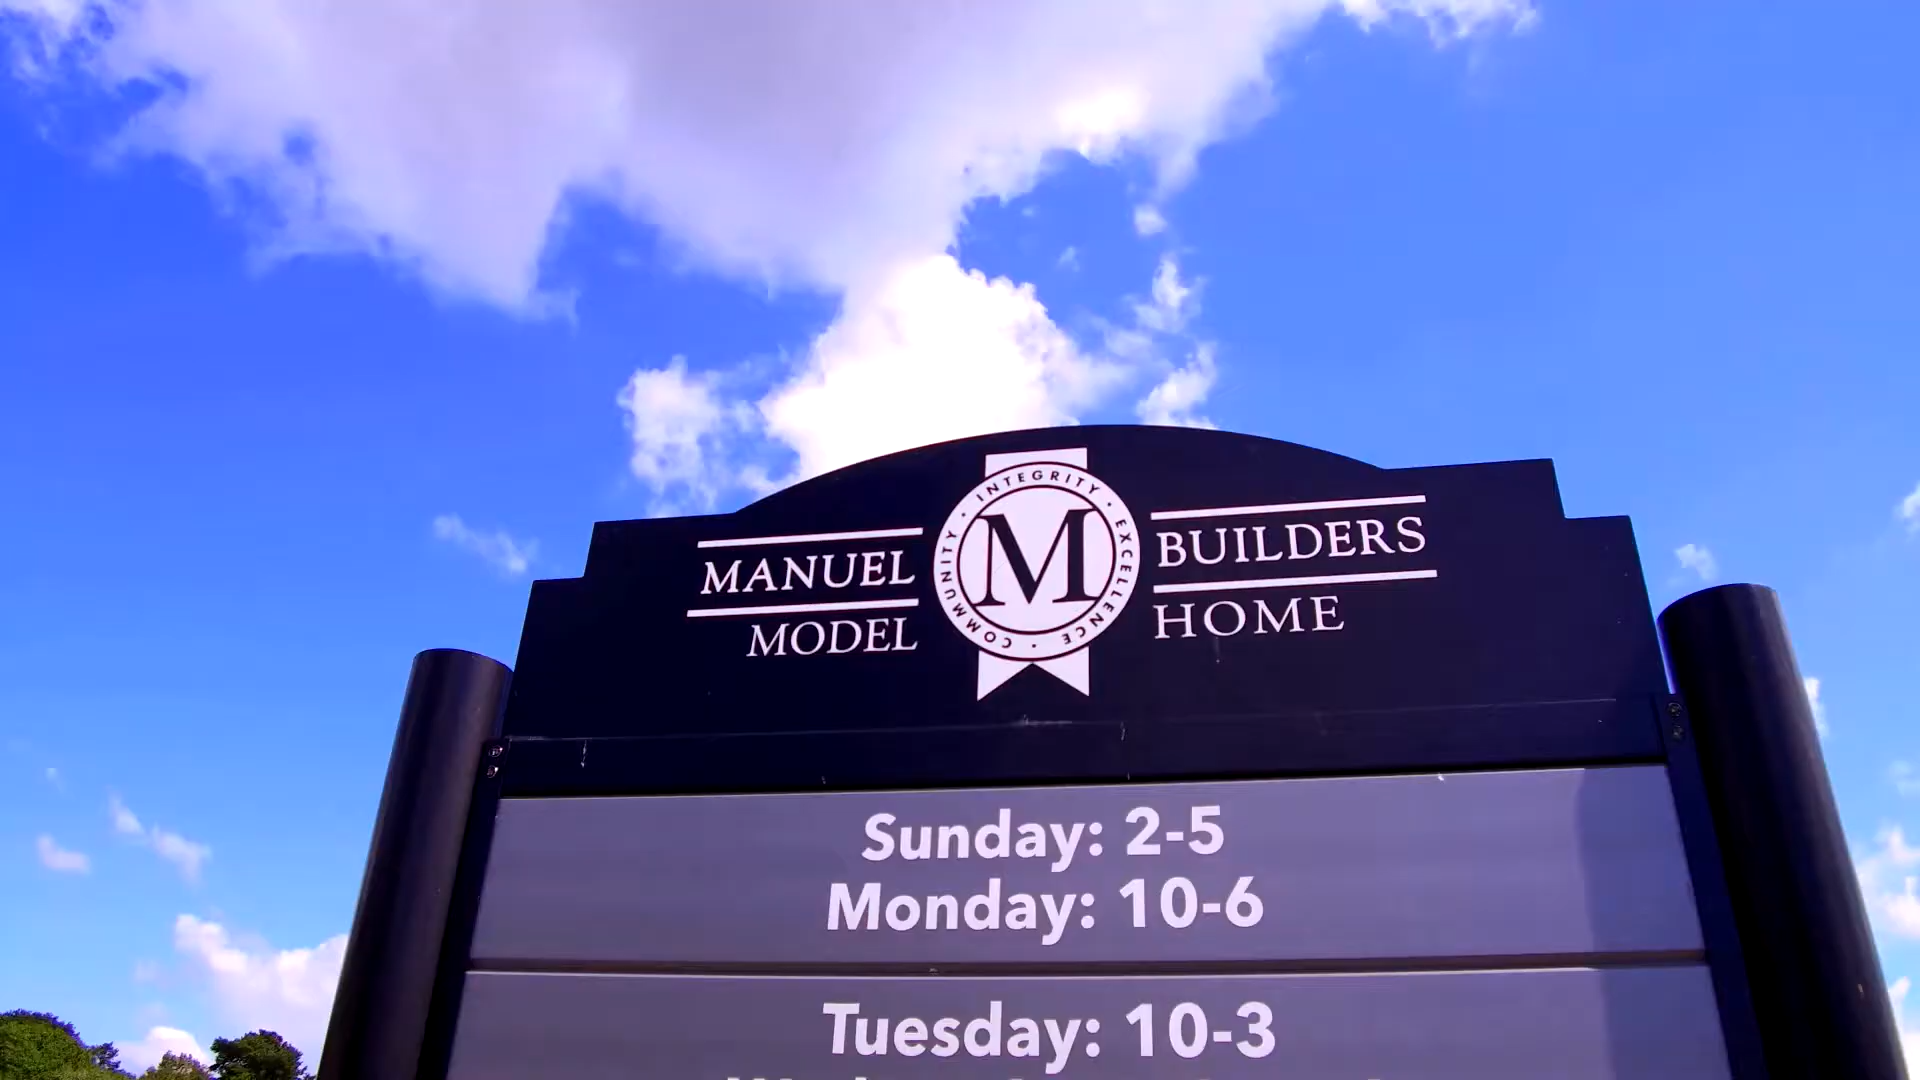 INTEGRITY · EXCELLENCE · COMMUNITY ·
M
MANUEL BUILDERS
MODEL HOME
Sunday: 2-5
Monday: 10-6
Tuesday: 10-3